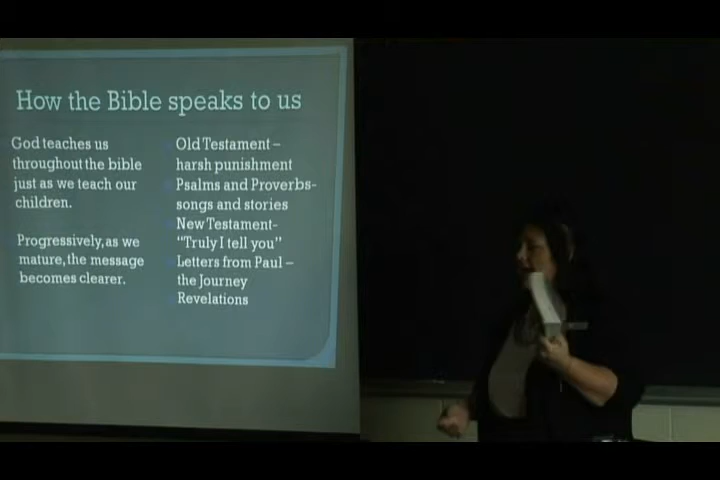 How the Bible speaks to us
God teaches us
throughout the bible
just as we teach our
children.
Progressively, as we
mature, the message
becomes clearer.
Old Testament –
harsh punishment
Psalms and Proverbs-
songs and stories
New Testament-
“Truly I tell you”
Letters from Paul –
the Journey
Revelations